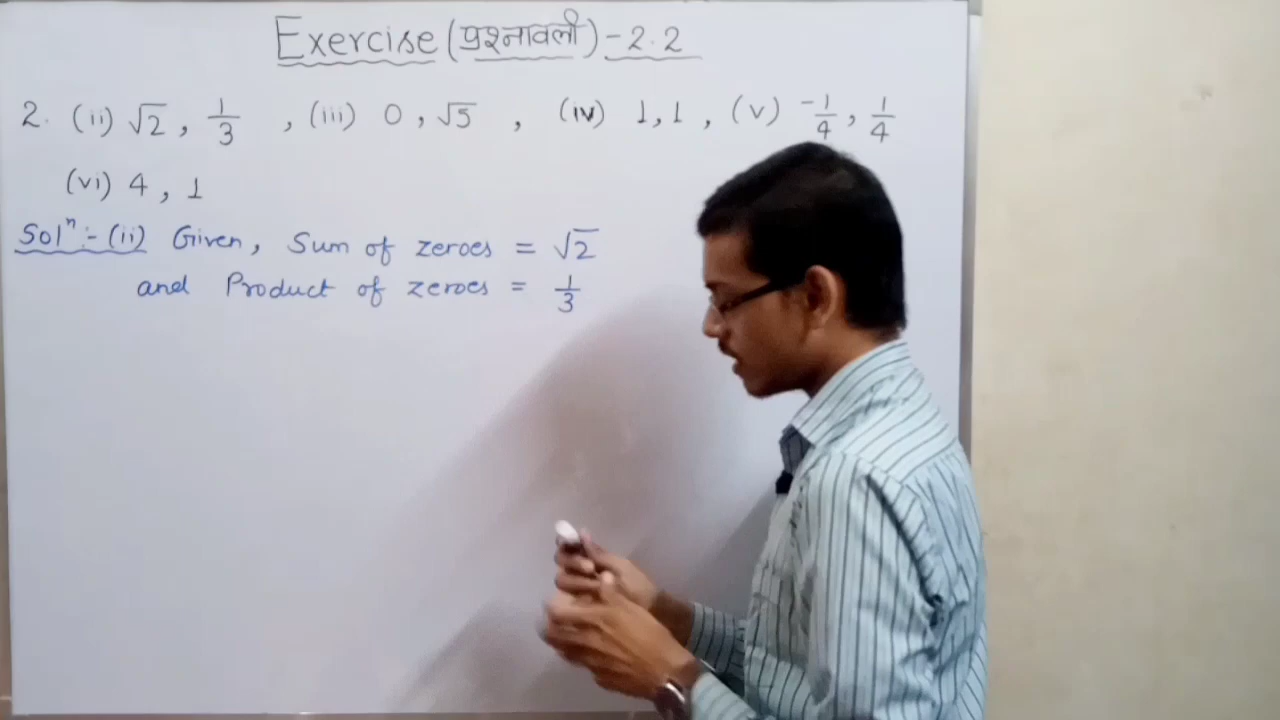 Exercise (प्रश्नावली) - 2.2
2. (ii) √2, 1/3 , (iii) 0, √5 , (iv) 1, 1, (v) -1/4, 1/4
(vi) 4, 1
Solⁿ:- (ii) Given, Sum of zeroes = √2
and Product of zeroes = 1/3